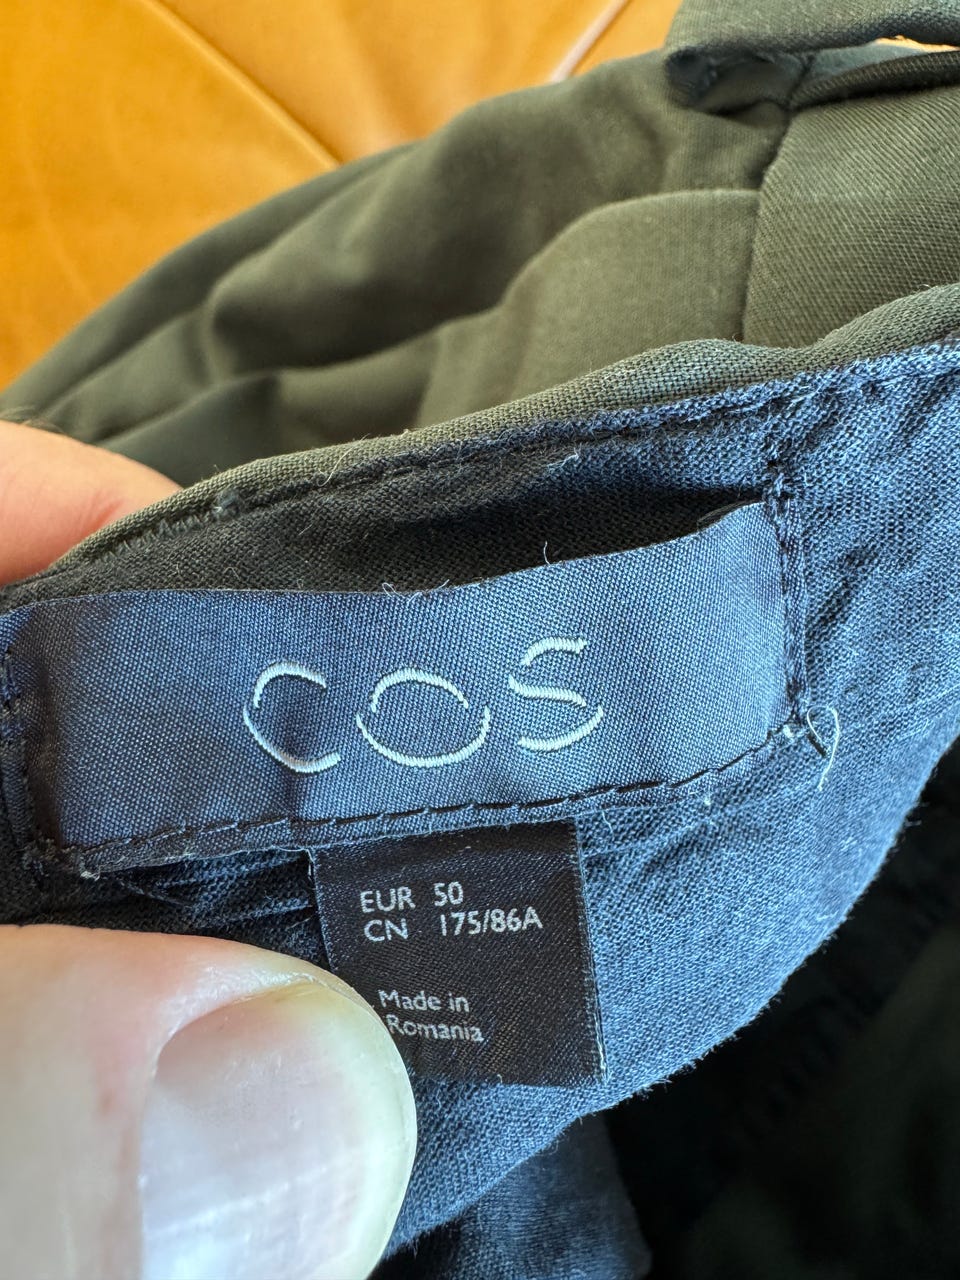 COS
EUR 50
CN 175/86A
Made in
Romania